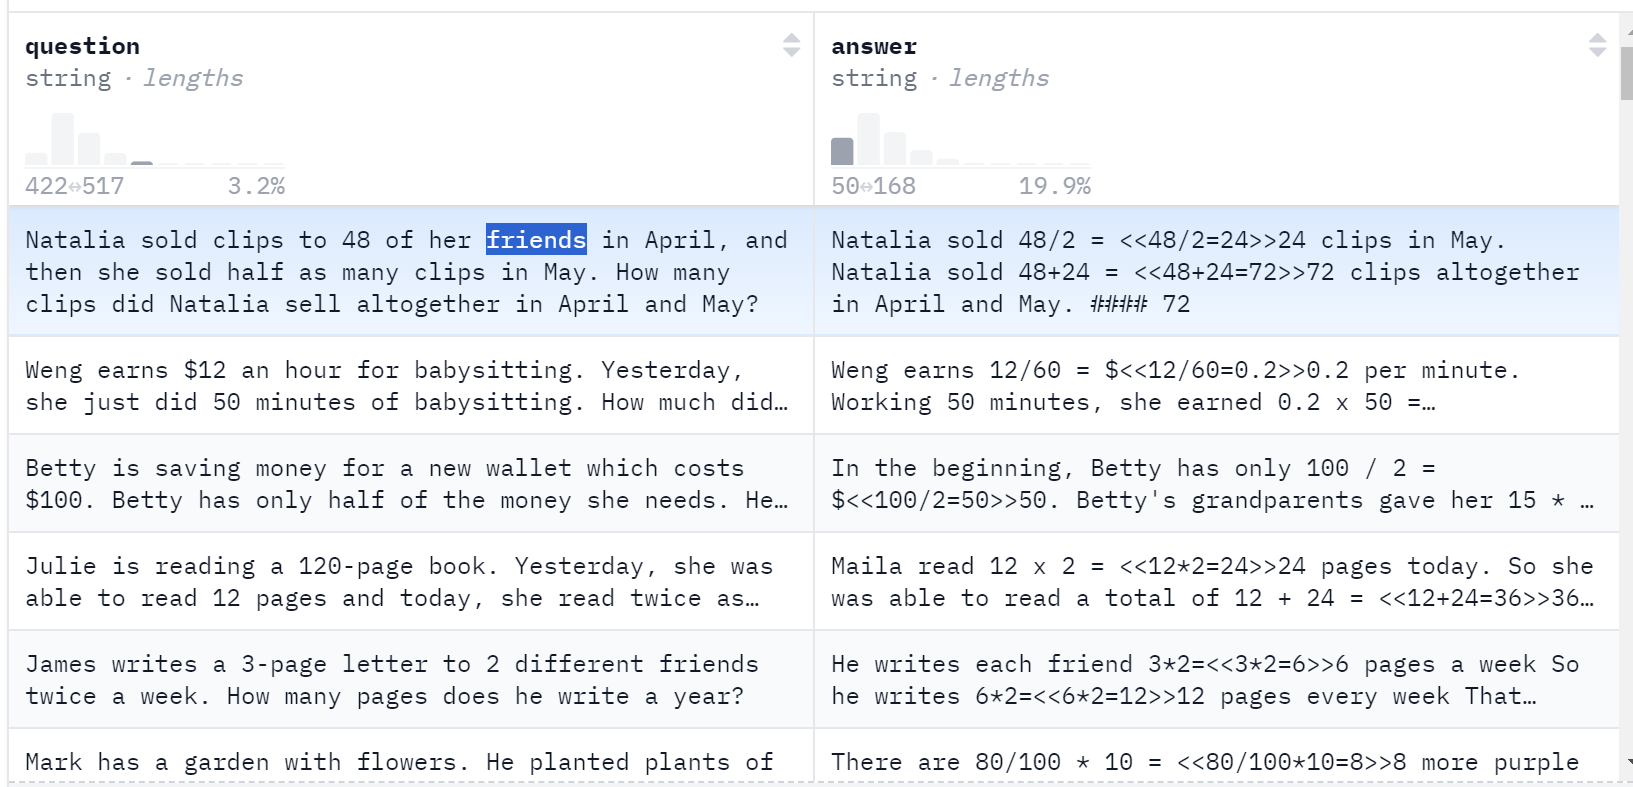 question
string · lengths
422⇔517 3.2%
answer
string · lengths
50⇔168 19.9%
Natalia sold clips to 48 of her friends in April, and
then she sold half as many clips in May. How many
clips did Natalia sell altogether in April and May?
Natalia sold 48/2 = <<48/2=24>>24 clips in May.
Natalia sold 48+24 = <<48+24=72>>72 clips altogether
in April and May. #### 72
Weng earns $12 an hour for babysitting. Yesterday,
she just did 50 minutes of babysitting. How much did…
Weng earns 12/60 = $<<12/60=0.2>>0.2 per minute.
Working 50 minutes, she earned 0.2 x 50 =…
Betty is saving money for a new wallet which costs
$100. Betty has only half of the money she needs. He…
In the beginning, Betty has only 100 / 2 =
$<<100/2=50>>50. Betty's grandparents gave her 15 * …
Julie is reading a 120-page book. Yesterday, she was
able to read 12 pages and today, she read twice as…
Maila read 12 x 2 = <<12*2=24>>24 pages today. So she
was able to read a total of 12 + 24 = <<12+24=36>>36…
James writes a 3-page letter to 2 different friends
twice a week. How many pages does he write a year?
He writes each friend 3*2=<<3*2=6>>6 pages a week So
he writes 6*2=<<6*2=12>>12 pages every week That…
Mark has a garden with flowers. He planted plants of
There are 80/100 * 10 = <<80/100*10=8>>8 more purple